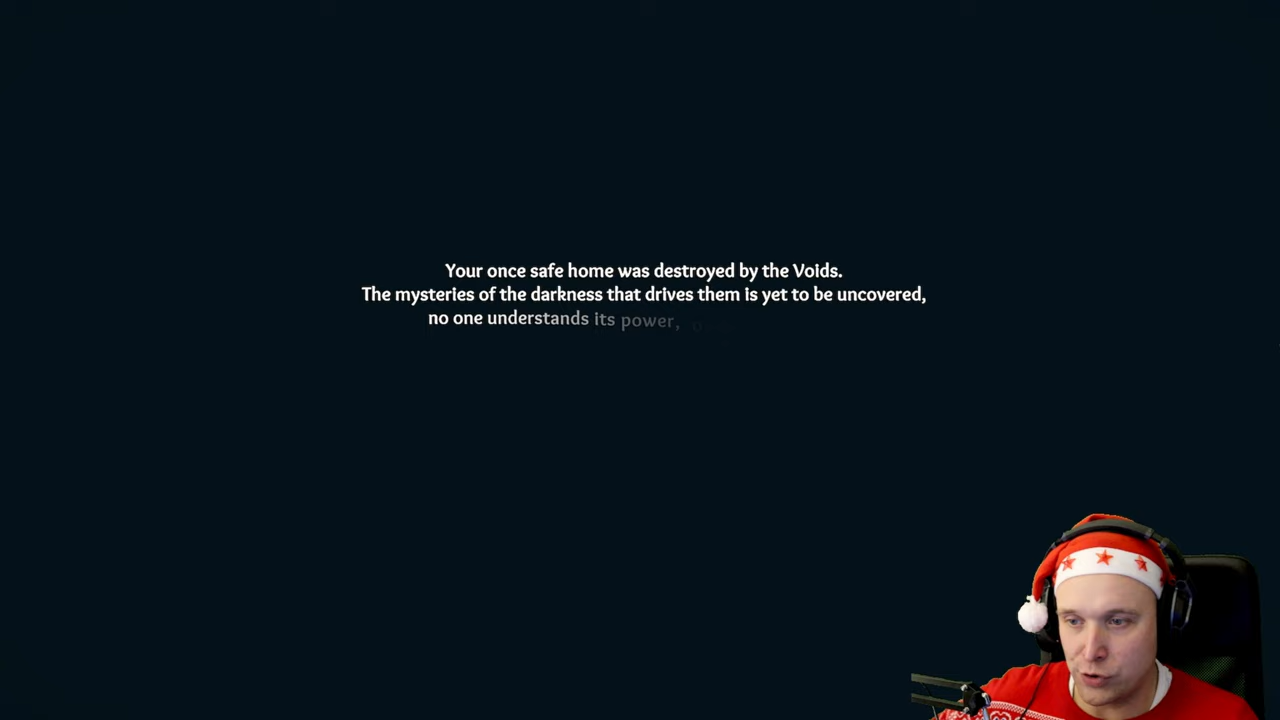 Your once safe home was destroyed by the Voids.
The mysteries of the darkness that drives them is yet to be uncovered,
no one understands its power,